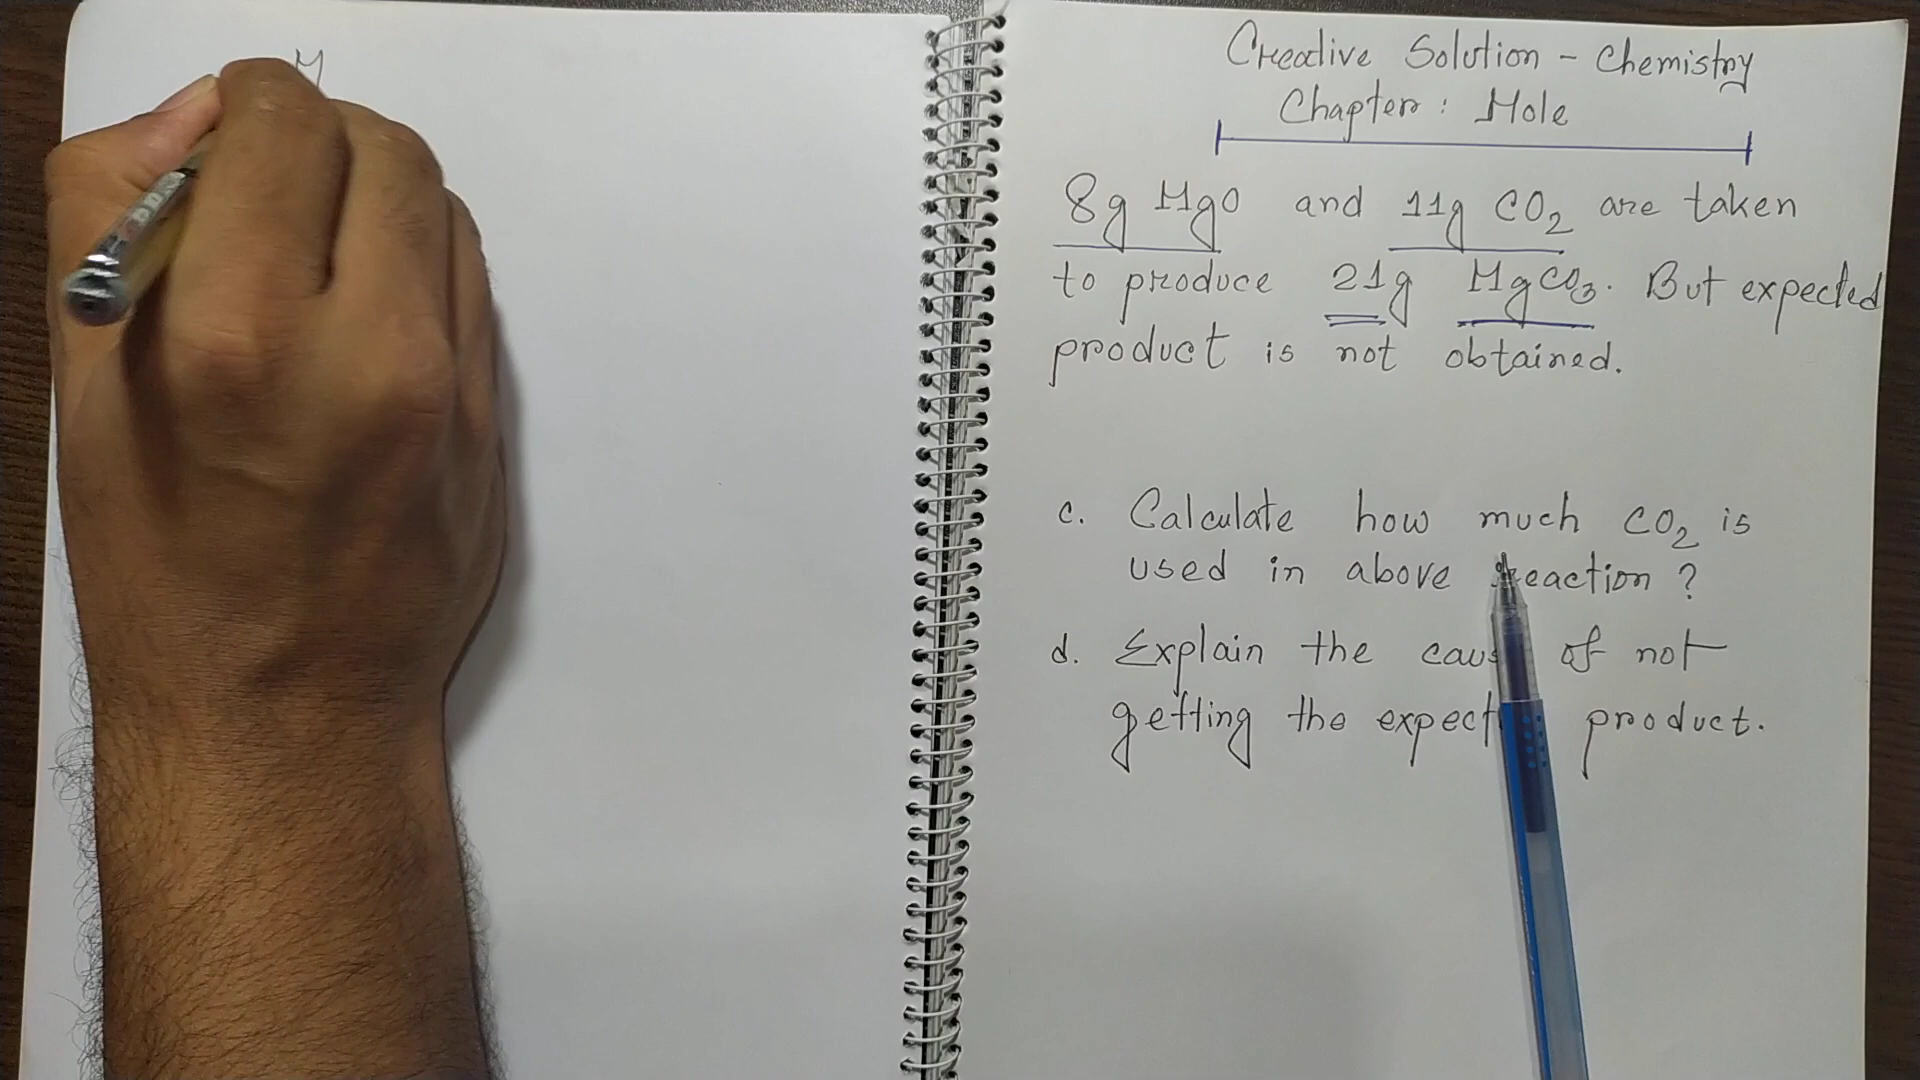 M
Creative Solution - Chemistry
Chapter : Mole
8g MgO and 11g CO₂ are taken
to produce 21g MgCO₃. But expected
product is not obtained.
c. Calculate how much CO₂ is
used in above reaction ?
d. Explain the of not
getting the product.